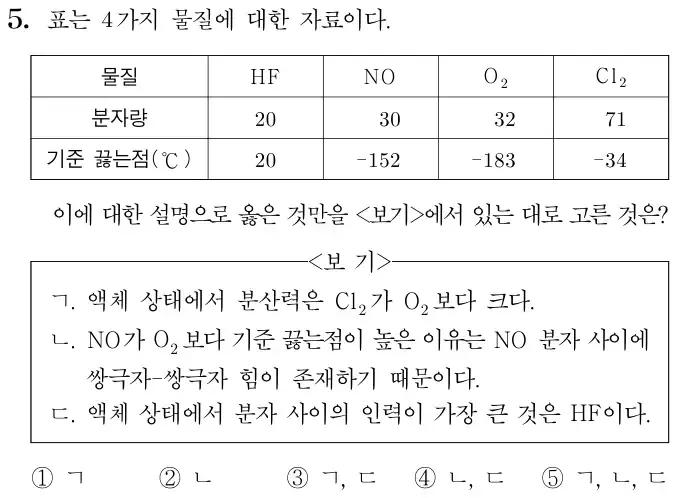 5. 표는 4가지 물질에 대한 자료이다.
물질 HF NO O₂ Cl₂
분자량 20 30 32 71
기준 끓는점(℃) 20 -152 -183 -34
이에 대한 설명으로 옳은 것만을 <보기>에서 있는 대로 고른 것은?
<보 기>
ㄱ. 액체 상태에서 분산력은 Cl₂가 O₂보다 크다.
ㄴ. NO가 O₂보다 기준 끓는점이 높은 이유는 NO 분자 사이에
쌍극자-쌍극자 힘이 존재하기 때문이다.
ㄷ. 액체 상태에서 분자 사이의 인력이 가장 큰 것은 HF이다.
① ㄱ ② ㄴ ③ ㄱ, ㄷ ④ ㄴ, ㄷ ⑤ ㄱ, ㄴ, ㄷ